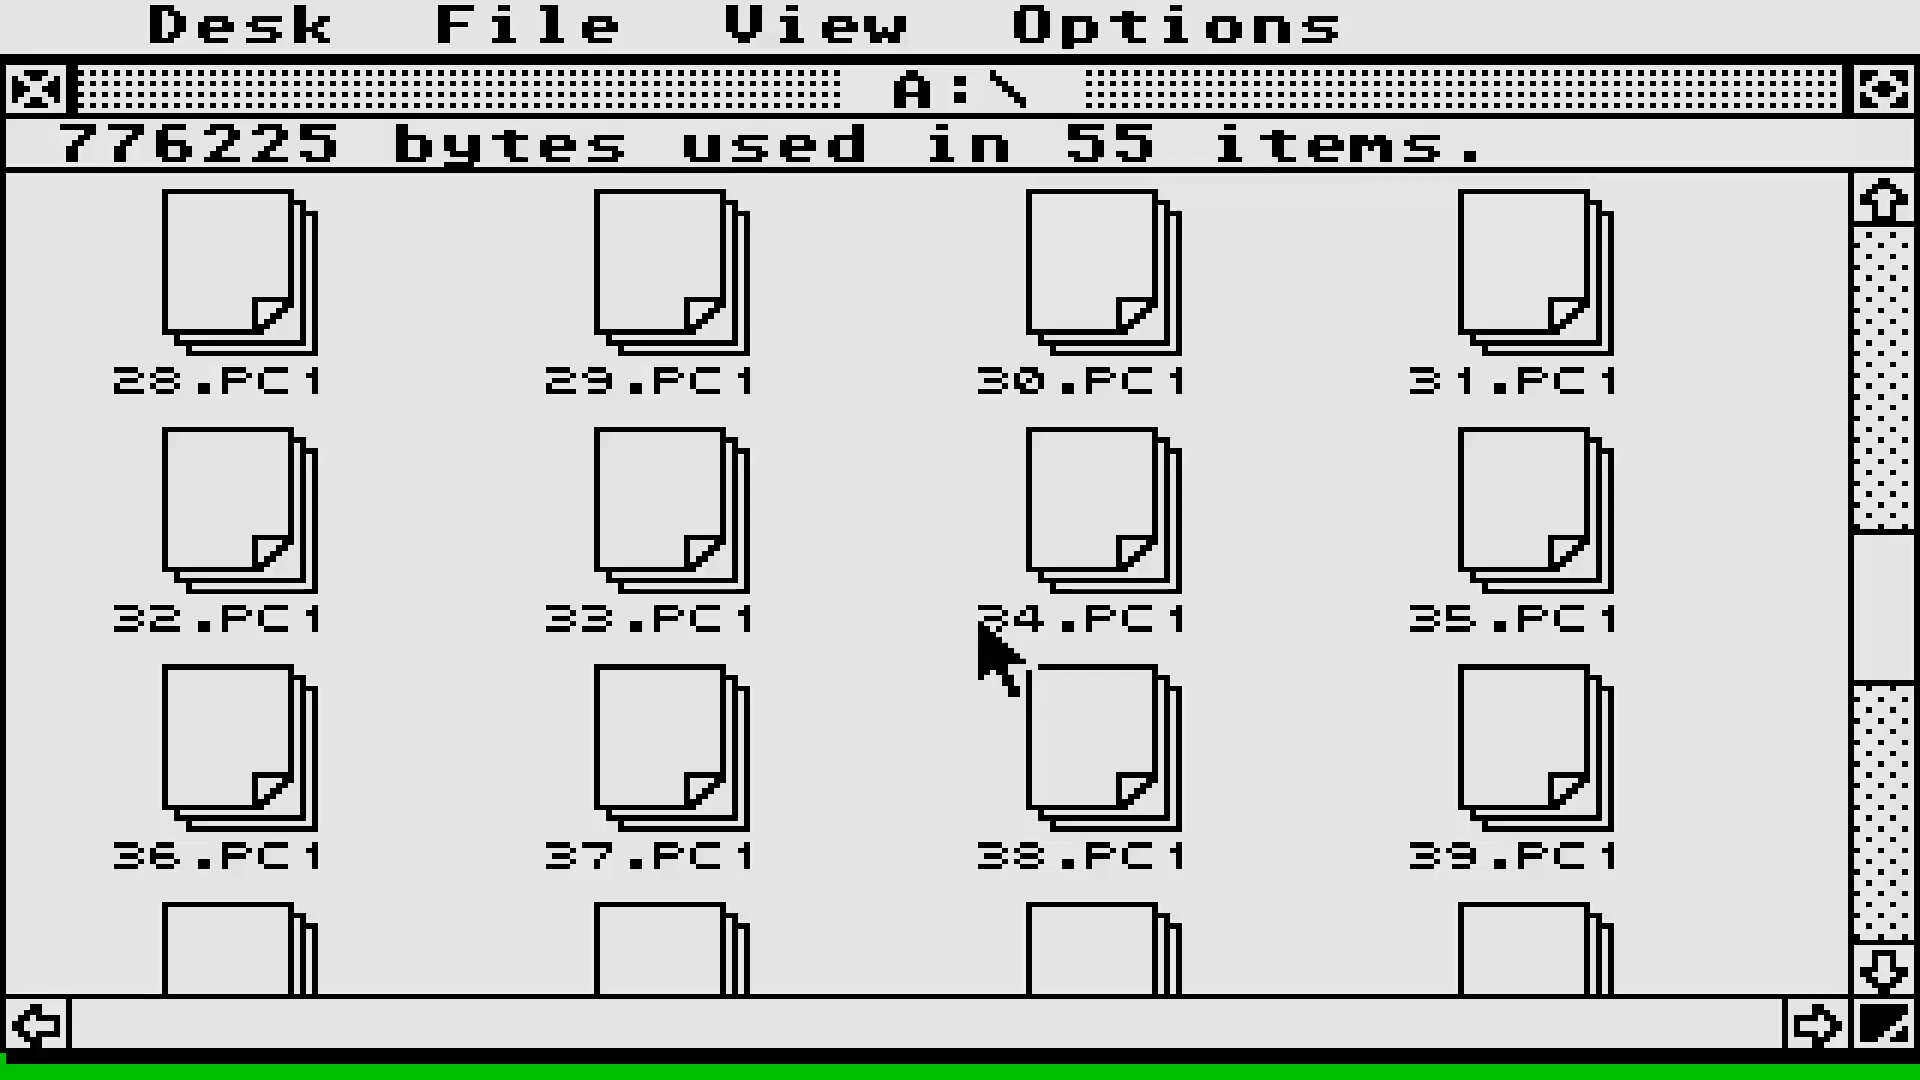 Desk File View Options
A:\
776225 bytes used in 55 items.
28.PC1 29.PC1 30.PC1 31.PC1
32.PC1 33.PC1 34.PC1 35.PC1
36.PC1 37.PC1 38.PC1 39.PC1